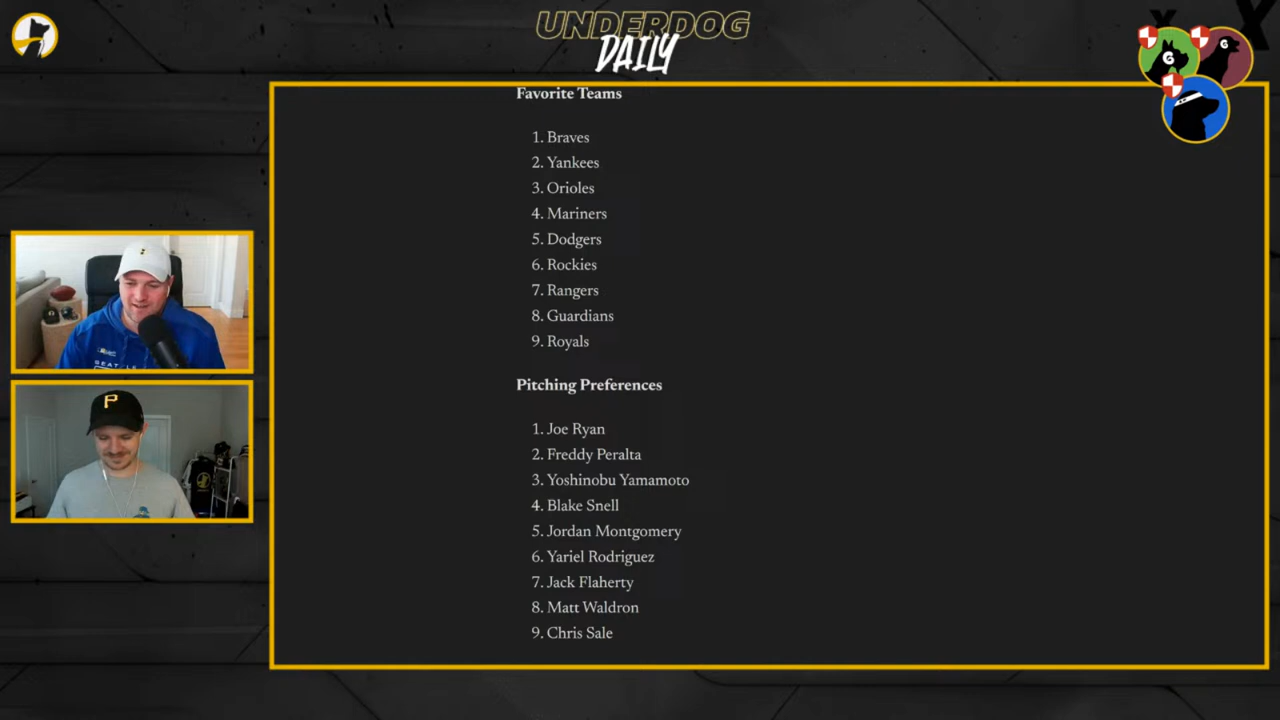 UNDERDOG
DAILY
G
G
Favorite Teams
1. Braves
2. Yankees
3. Orioles
4. Mariners
5. Dodgers
6. Rockies
7. Rangers
8. Guardians
9. Royals
Pitching Preferences
1. Joe Ryan
2. Freddy Peralta
3. Yoshinobu Yamamoto
4. Blake Snell
5. Jordan Montgomery
6. Yariel Rodriguez
7. Jack Flaherty
8. Matt Waldron
9. Chris Sale
SEATTLE
P